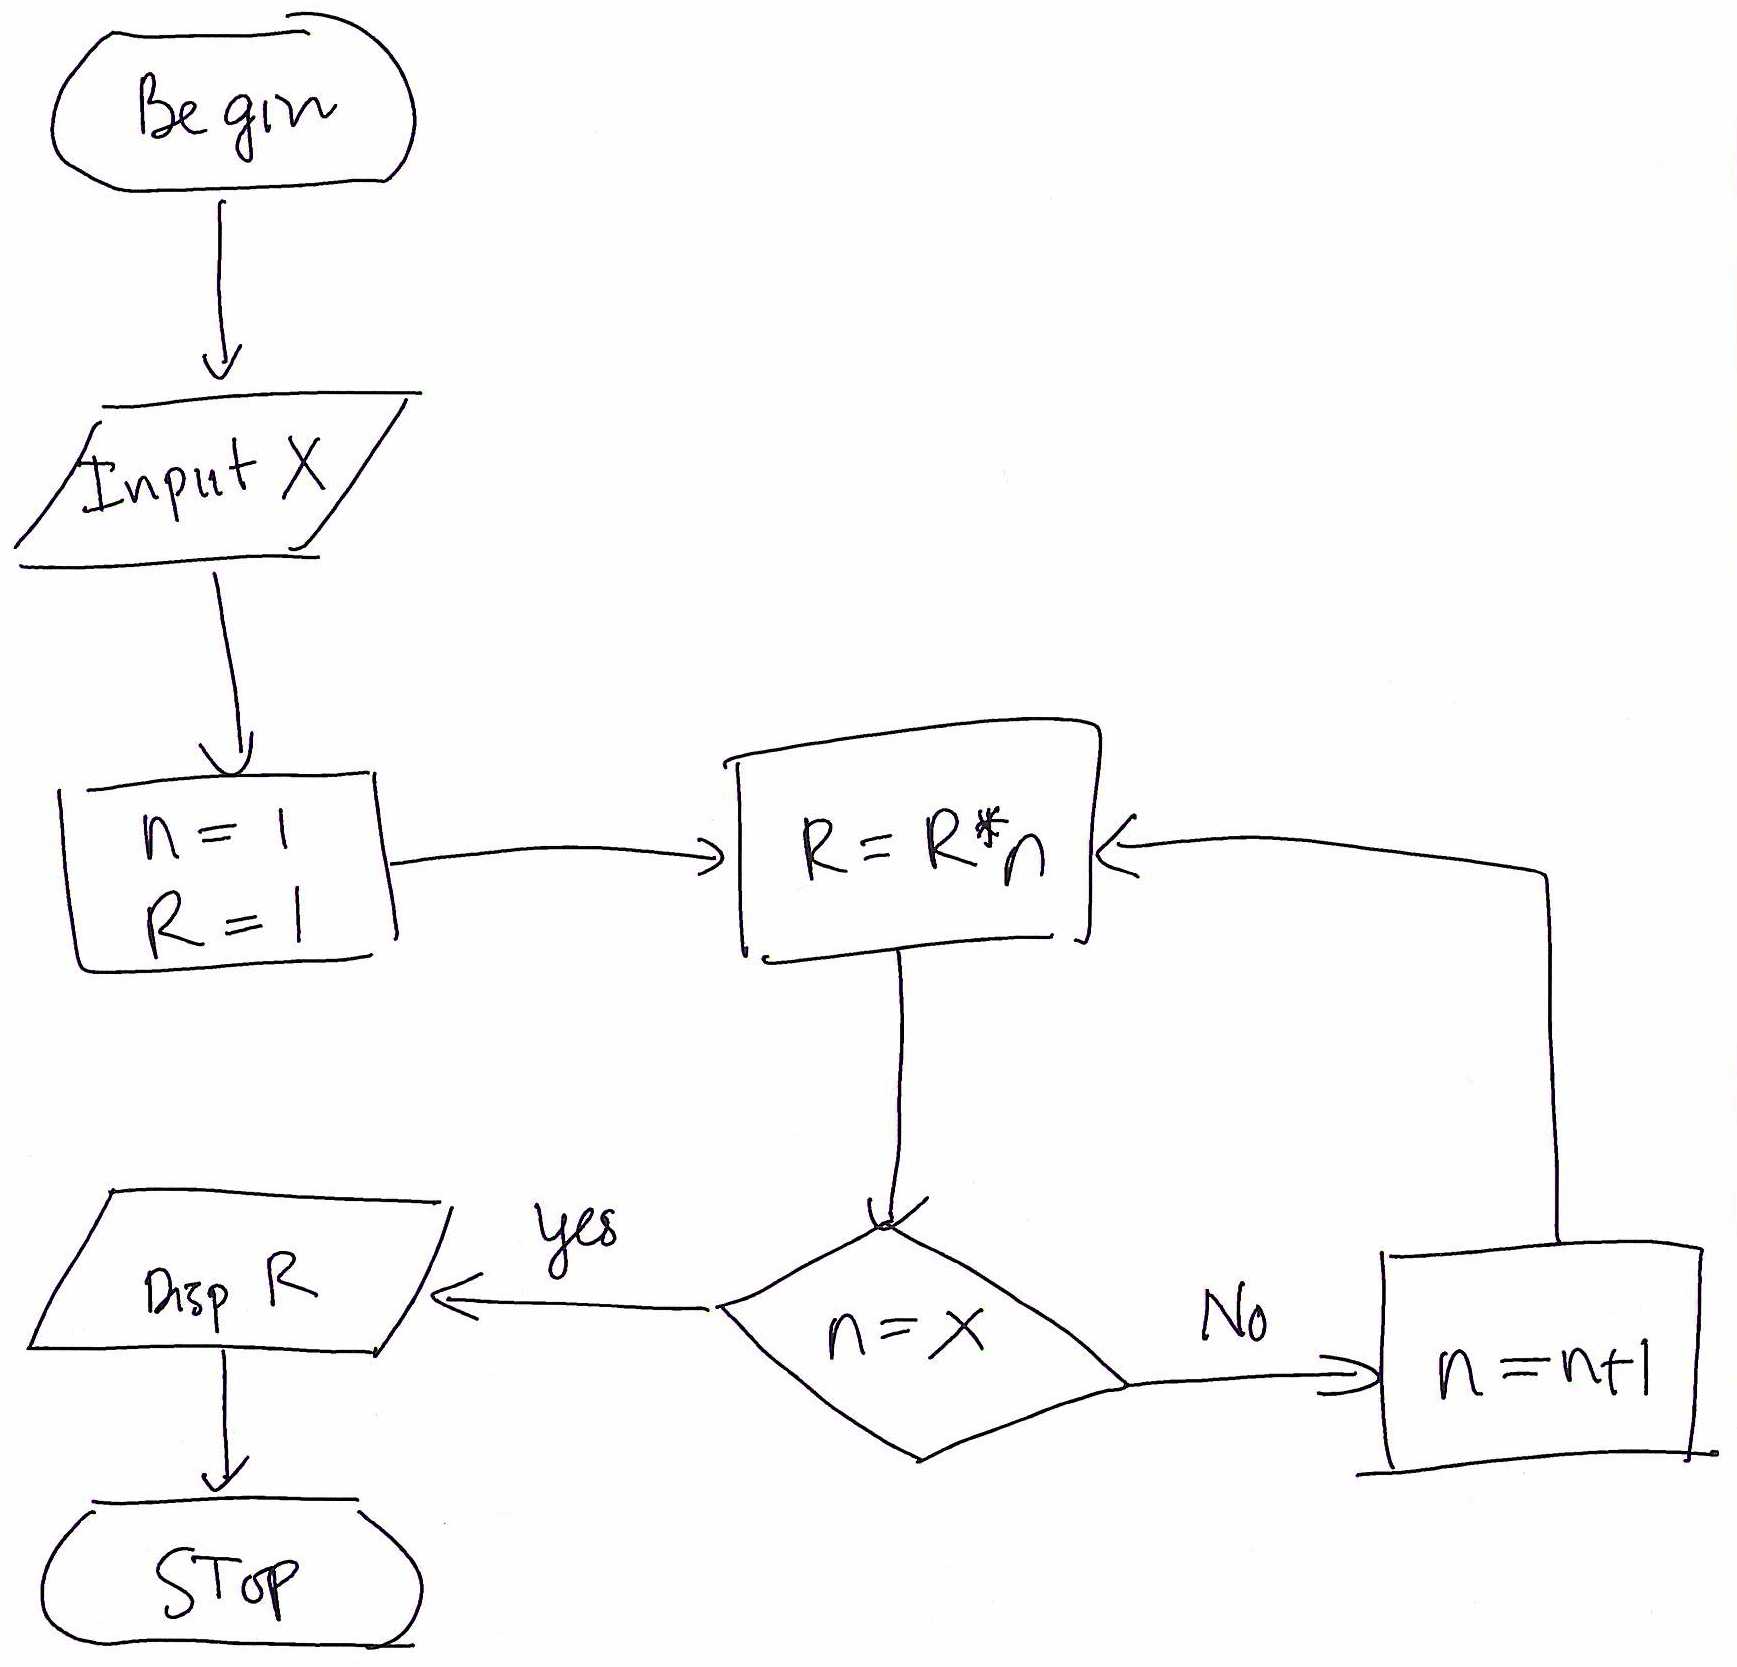 Begin
Input X
n = 1
R = 1
R = R*n
n = X
yes
No
n = n+1
Disp R
STOP